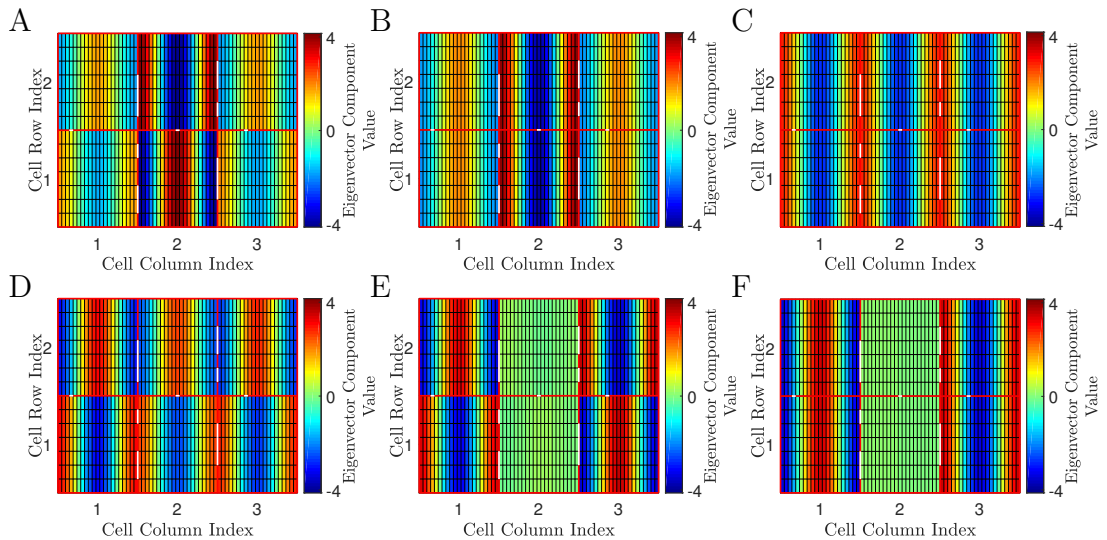 A
Cell Row Index
2
1
1 2 3
Cell Column Index
4
0
-4
Eigenvector Component
Value
B
Cell Row Index
2
1
1 2 3
Cell Column Index
4
0
-4
Eigenvector Component
Value
C
Cell Row Index
2
1
1 2 3
Cell Column Index
4
0
-4
Eigenvector Component
Value
D
Cell Row Index
2
1
1 2 3
Cell Column Index
4
0
-4
Eigenvector Component
Value
E
Cell Row Index
2
1
1 2 3
Cell Column Index
4
0
-4
Eigenvector Component
Value
F
Cell Row Index
2
1
1 2 3
Cell Column Index
4
0
-4
Eigenvector Component
Value